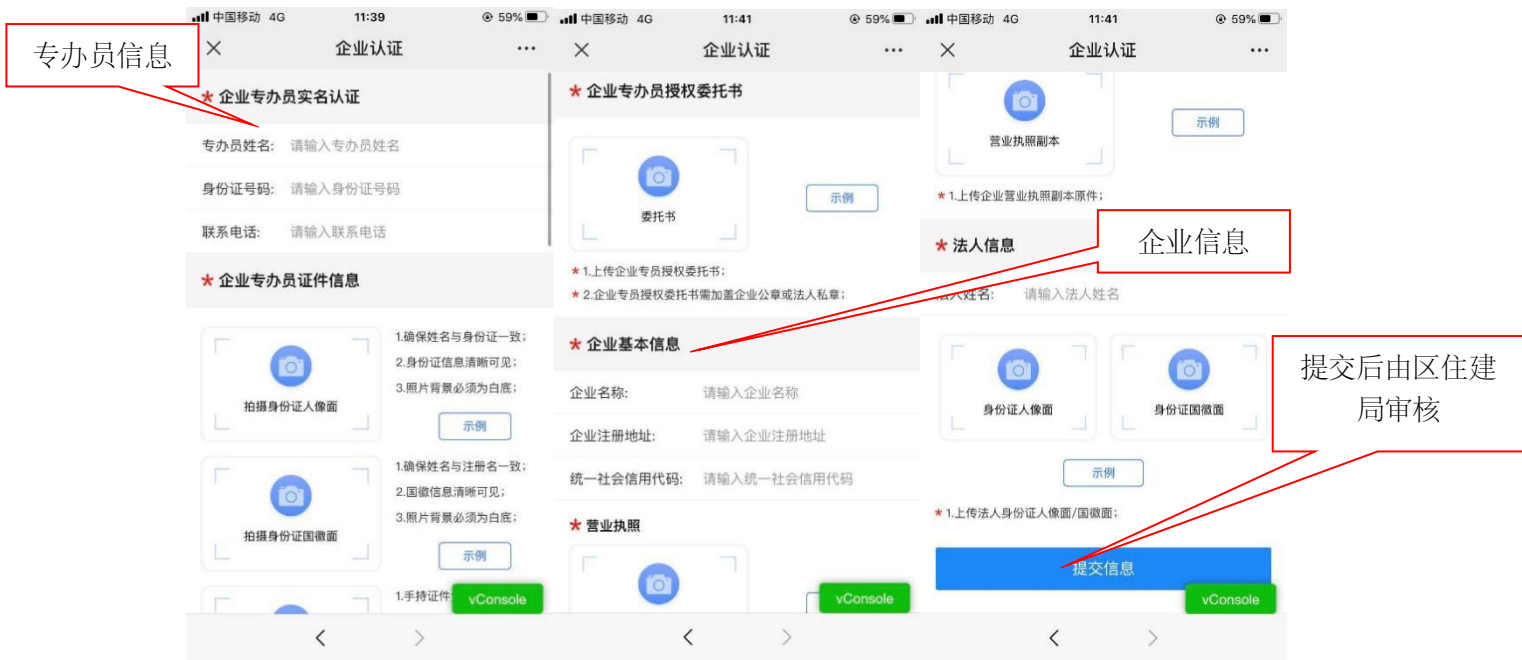 专办员信息
中国移动 4G 11:39 59%
企业认证
企业专办员实名认证
专办员姓名: 请输入专办员姓名
身份证号码: 请输入身份证号码
联系电话: 请输入联系电话
企业专办员证件信息
拍摄身份证人像面
1.确保姓名与身份证一致;
2.身份证信息清晰可见;
3.照片背景必须为白底;
示例
拍摄身份证国徽面
1.确保姓名与注册名一致;
2.国徽信息清晰可见;
3.照片背景必须为白底;
示例
1.手持证件
vConsole
中国移动 4G 11:41 59%
企业认证
* 企业专办员授权委托书
委托书
示例
* 1.上传企业专员授权委托书;
* 2.企业专员授权委托书需加盖企业公章或法人私章;
* 企业基本信息
企业名称: 请输入企业名称
企业注册地址: 请输入企业注册地址
统一社会信用代码: 请输入统一社会信用代码
* 营业执照
vConsole
中国移动 4G 11:41 59%
企业认证
营业执照副本
示例
* 1.上传企业营业执照副本原件;
企业信息
* 法人信息
法人姓名: 请输入法人姓名
身份证人像面
身份证国徽面
示例
* 1.上传法人身份证人像面/国徽面;
提交信息
vConsole
提交后由区住建
局审核